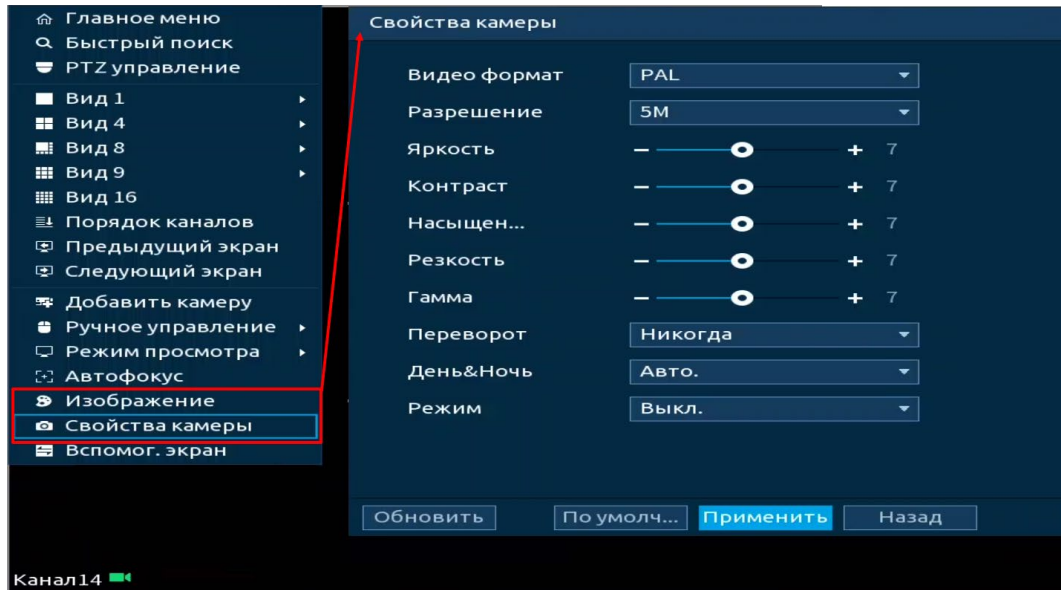 Главное меню
Быстрый поиск
PTZ управление
Вид 1
Вид 4
Вид 8
Вид 9
Вид 16
Порядок каналов
Предыдущий экран
Следующий экран
Добавить камеру
Ручное управление
Режим просмотра
Автофокус
Изображение
Свойства камеры
Вспомог. экран
Свойства камеры
Видео формат PAL
Разрешение 5M
Яркость 7
Контраст 7
Насыщен... 7
Резкость 7
Гамма 7
Переворот Никогда
День&Ночь Авто.
Режим Выкл.
Обновить По умолч... Применить Назад
Канал14